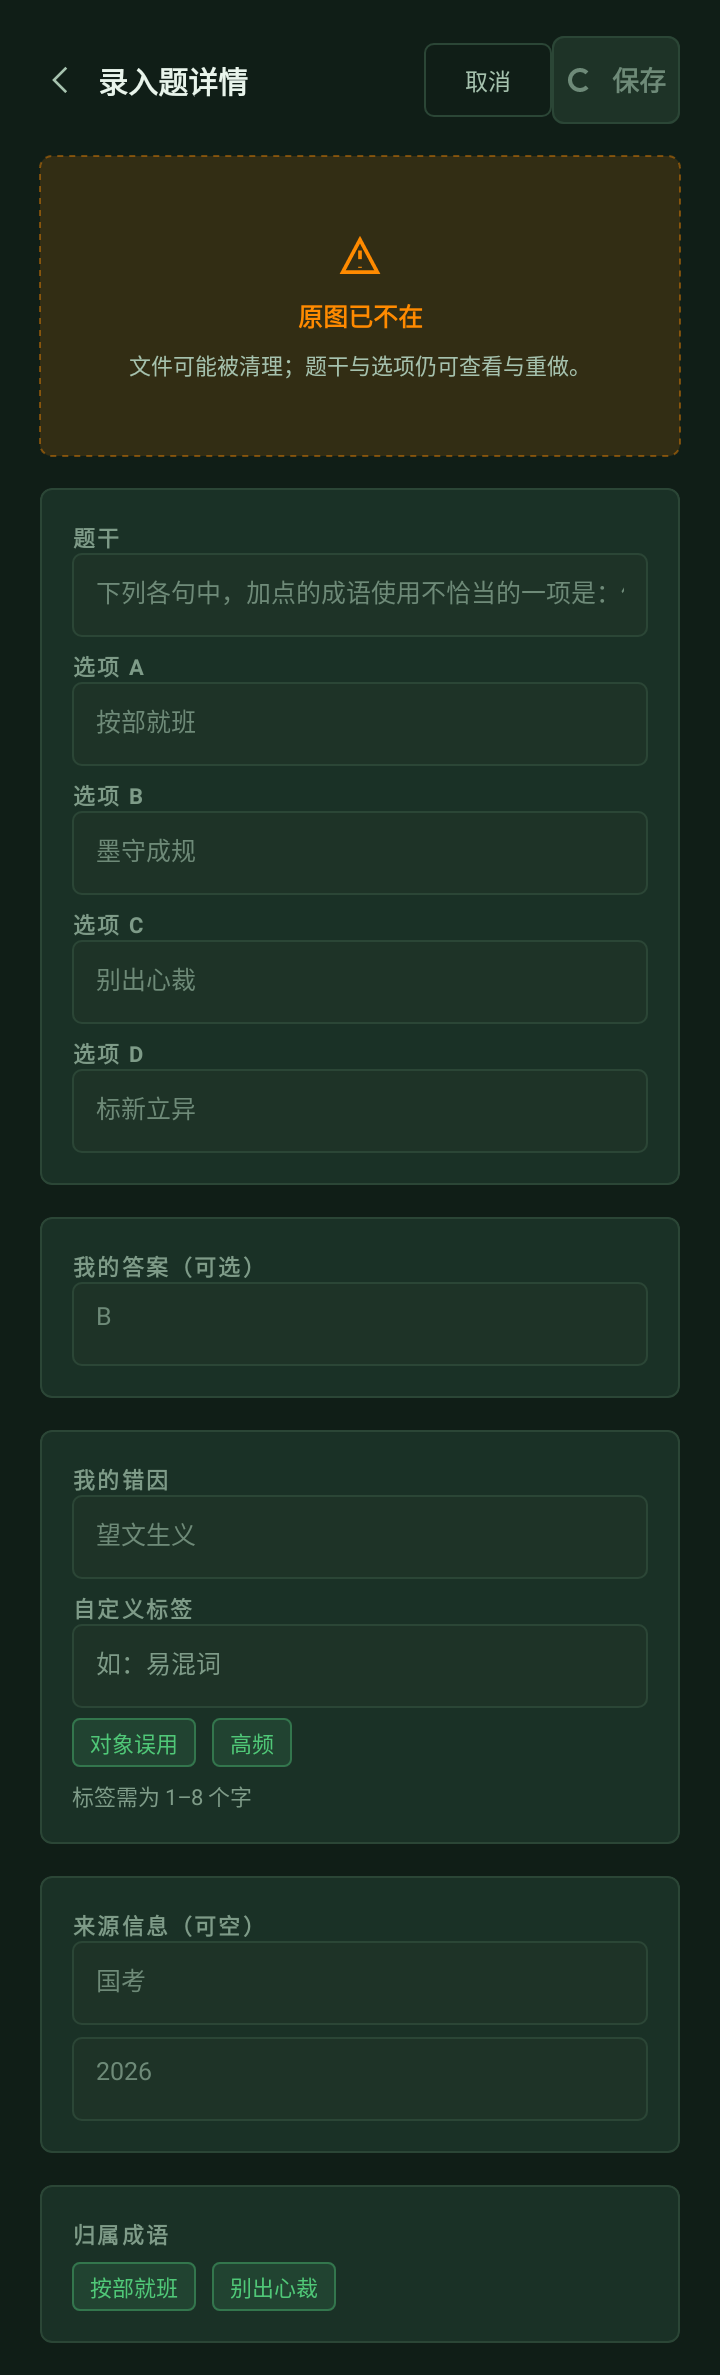 录入题详情
取消
保存
原图已不在
文件可能被清理；题干与选项仍可查看与重做。
题干
下列各句中，加点的成语使用不恰当的一项是：
选项 A
按部就班
选项 B
墨守成规
选项 C
别出心裁
选项 D
标新立异
我的答案（可选）
B
我的错因
望文生义
自定义标签
如：易混词
对象误用
高频
标签需为 1–8 个字
来源信息（可空）
国考
2026
归属成语
按部就班
别出心裁